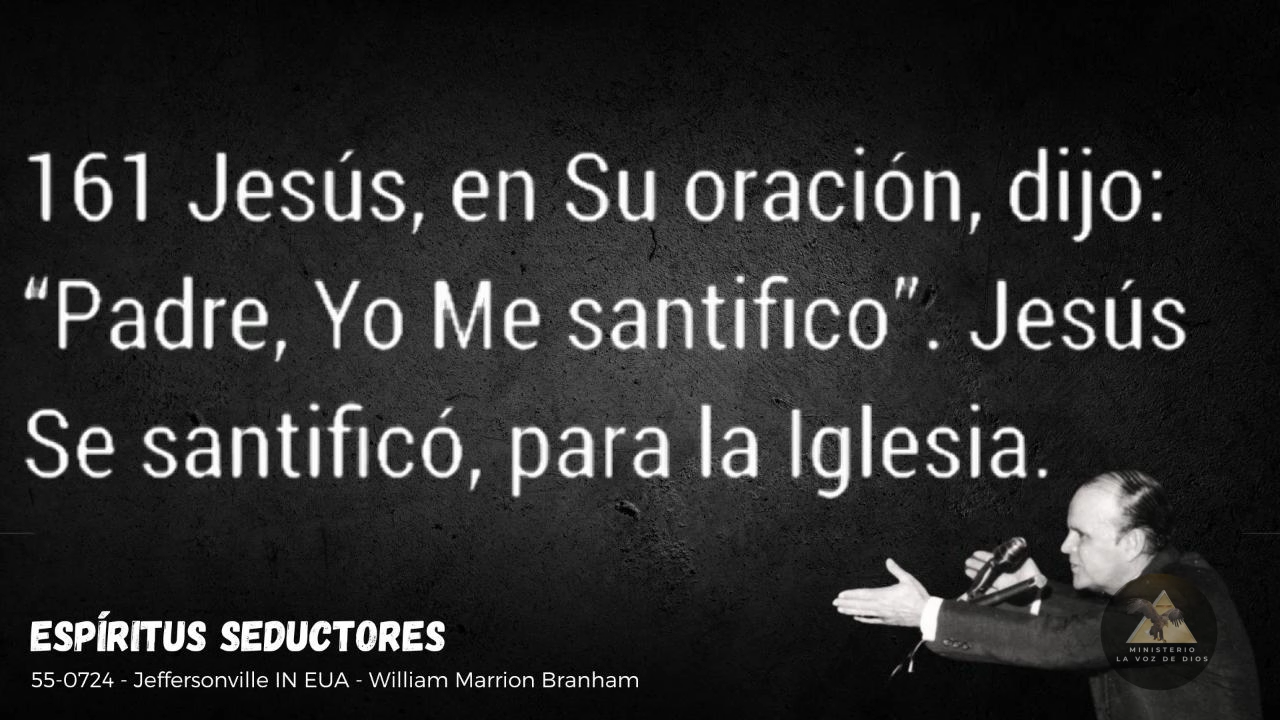 161 Jesús, en Su oración, dijo:
“Padre, Yo Me santifico”. Jesús
Se santificó, para la Iglesia.
ESPÍRITUS SEDUCTORES
55-0724 - Jeffersonville IN EUA - William Marrion Branham
MINISTERIO
LA VOZ DE DIOS